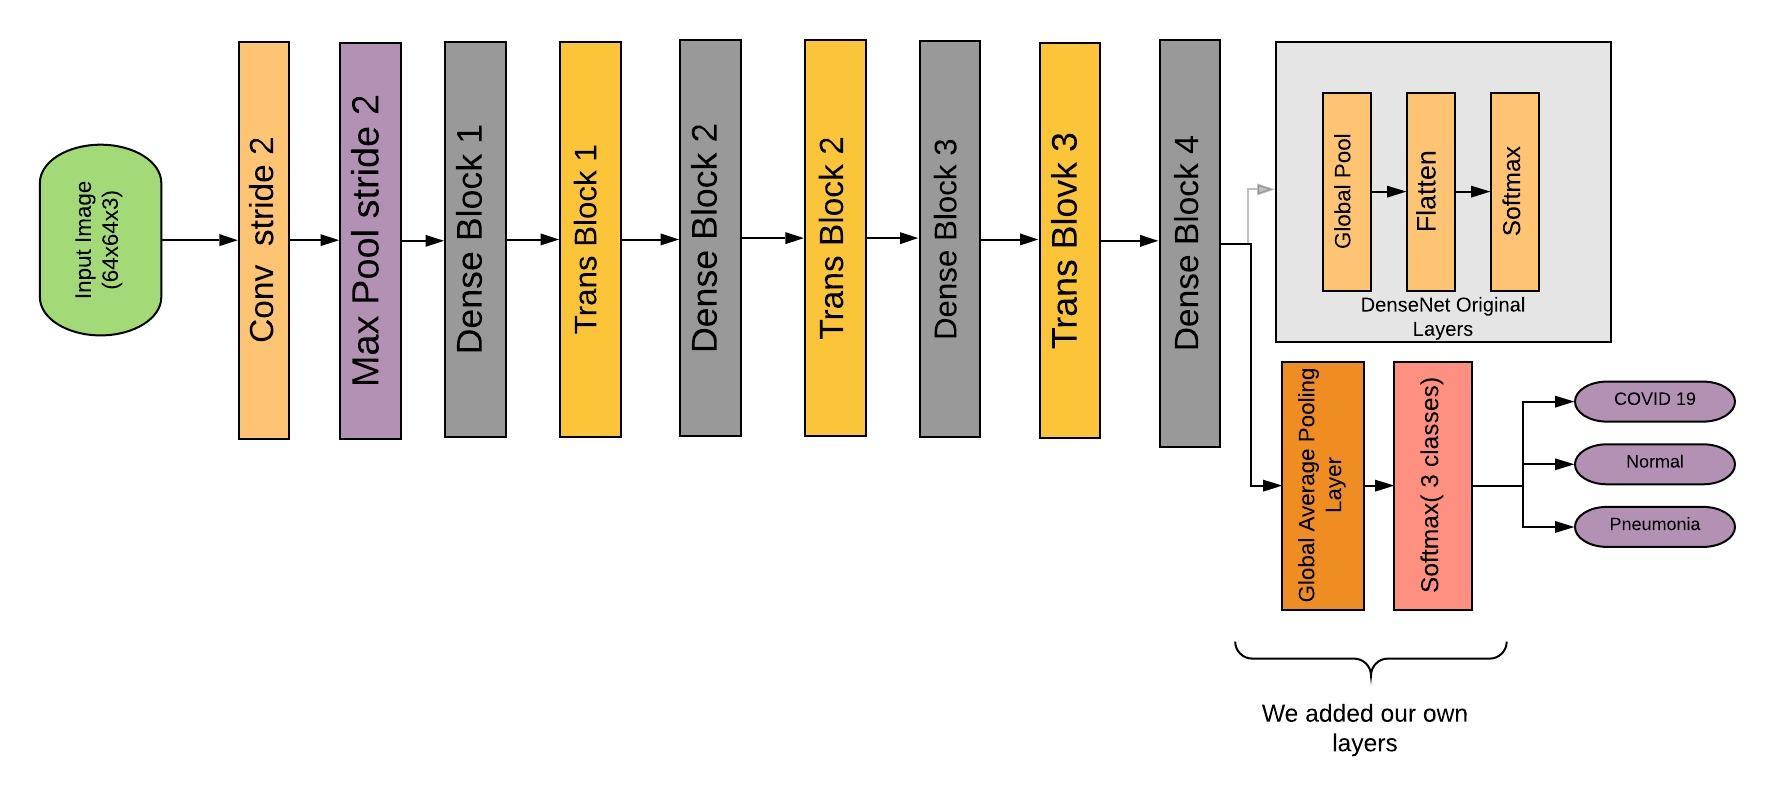 Input Image
(64x64x3)
Conv stride 2
Max Pool stride 2
Dense Block 1
Trans Block 1
Dense Block 2
Trans Block 2
Dense Block 3
Trans Blovk 3
Dense Block 4
Global Pool
Flatten
Softmax
DenseNet Original
Layers
Global Average Pooling
Layer
Softmax( 3 classes)
COVID 19
Normal
Pneumonia
We added our own
layers